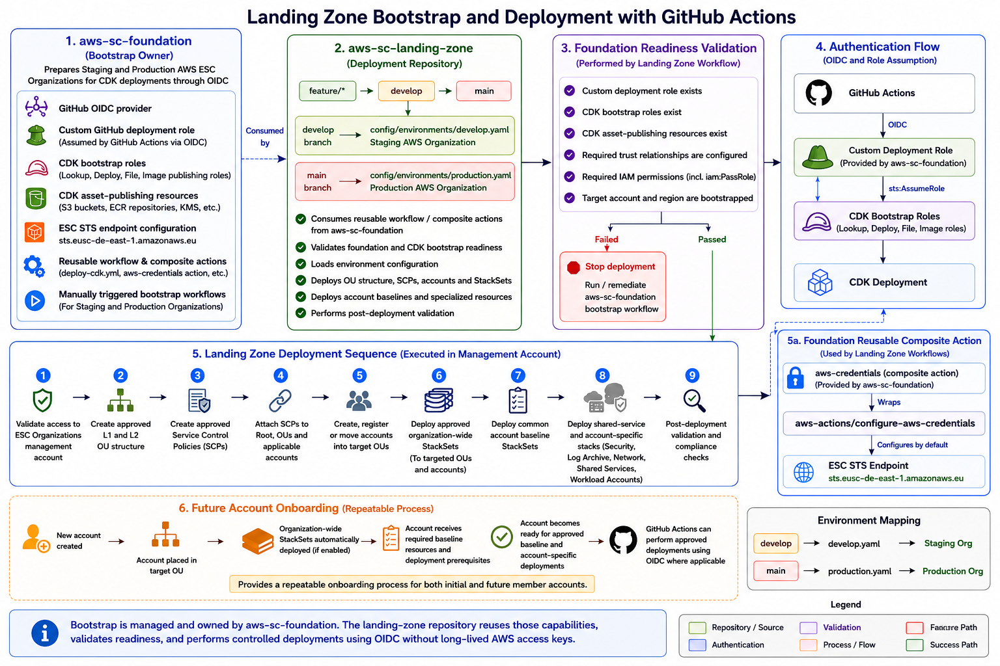 Landing Zone Bootstrap and Deployment with GitHub Actions
1. aws-sc-foundation
(Bootstrap Owner)
Prepares Staging and Production AWS ESC
Organizations for CDK deployments through OIDC
GitHub OIDC provider
Custom GitHub deployment role
(Assumed by GitHub Actions via OIDC)
CDK bootstrap roles
(Lookup, Deploy, File, Image publishing roles)
CDK asset-publishing resources
(S3 buckets, ECR repositories, KMS, etc.)
ESC STS endpoint configuration
sts.eusc-de-east-1.amazonaws.eu
Reusable workflow & composite actions
(deploy-cdk.yml, aws-credentials action, etc.)
Manually triggered bootstrap workflows
(For Staging and Production Organizations)
Consumed
by
2. aws-sc-landing-zone
(Deployment Repository)
feature/*
develop
main
develop
branch
config/environments/develop.yaml
Staging AWS Organization
main
branch
config/environments/production.yaml
Production AWS Organization
Consumes reusable workflow / composite actions
from aws-sc-foundation
Validates foundation and CDK bootstrap readiness
Loads environment configuration
Deploys OU structure, SCPs, accounts and StackSets
Deploys account baselines and specialized resources
Performs post-deployment validation
3. Foundation Readiness Validation
(Performed by Landing Zone Workflow)
Custom deployment role exists
CDK bootstrap roles exist
CDK asset-publishing resources exist
Required trust relationships are configured
Required IAM permissions (incl. iam:PassRole)
Target account and region are bootstrapped
Failed
Passed
Stop deployment
Run / remediate
aws-sc-foundation
bootstrap workflow
4. Authentication Flow
(OIDC and Role Assumption)
GitHub Actions
OIDC
Custom Deployment Role
(Provided by aws-sc-foundation)
sts:AssumeRole
CDK Bootstrap Roles
(Lookup, Deploy, File, Image roles)
CDK Deployment
5. Landing Zone Deployment Sequence (Executed in Management Account)
1
Validate access to
ESC Organizations
management
account
2
Create approved
L1 and L2
OU structure
3
Create approved
Service Control
Policies (SCPs)
4
Attach SCPs to
Root, OUs and
applicable
accounts
5
Create, register
or move accounts
into target OUs
6
Deploy approved
organization-wide
StackSets
(To targeted OUs
and accounts)
7
Deploy common
account baseline
StackSets
8
Deploy shared-service
and account-specific
stacks (Security,
Log Archive, Network,
Shared Services,
Workload Accounts)
9
Post-deployment
validation and
compliance
checks
5a. Foundation Reusable Composite Action
(Used by Landing Zone Workflows)
aws-credentials (composite action)
(Provided by aws-sc-foundation)
Wraps
aws-actions/configure-aws-credentials
Configures by default
ESC STS Endpoint
sts.eusc-de-east-1.amazonaws.eu
6. Future Account Onboarding (Repeatable Process)
New account
created
Account placed in
target OU
Organization-wide
StackSets automatically
deployed (if enabled)
Account receives
required baseline
resources and
deployment prerequisites
Account becomes
ready for approved
baseline and
account-specific
deployments
GitHub Actions can
perform approved
deployments using
OIDC where applicable
Provides a repeatable onboarding process for both initial and future member accounts.
Environment Mapping
develop
develop.yaml
Staging Org
main
production.yaml
Production Org
Bootstrap is managed and owned by aws-sc-foundation. The landing-zone repository reuses those capabilities,
validates readiness, and performs controlled deployments using OIDC without long-lived AWS access keys.
Legend
Repository / Source
Validation
Path
Authentication
Process / Flow
Success Path